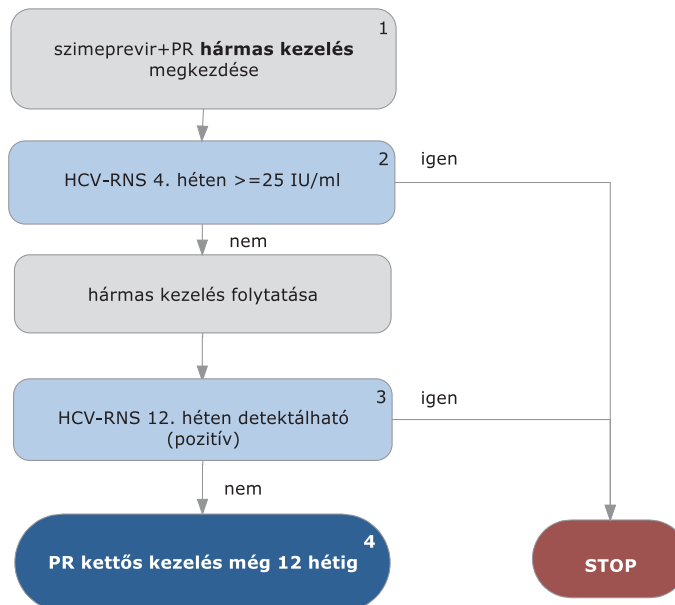 1
szimeprevir+PR hármas kezelés
megkezdése
2
HCV-RNS 4. héten >=25 IU/ml
igen
nem
hármas kezelés folytatása
3
HCV-RNS 12. héten detektálható
(pozitív)
igen
nem
4
PR kettős kezelés még 12 hétig
STOP